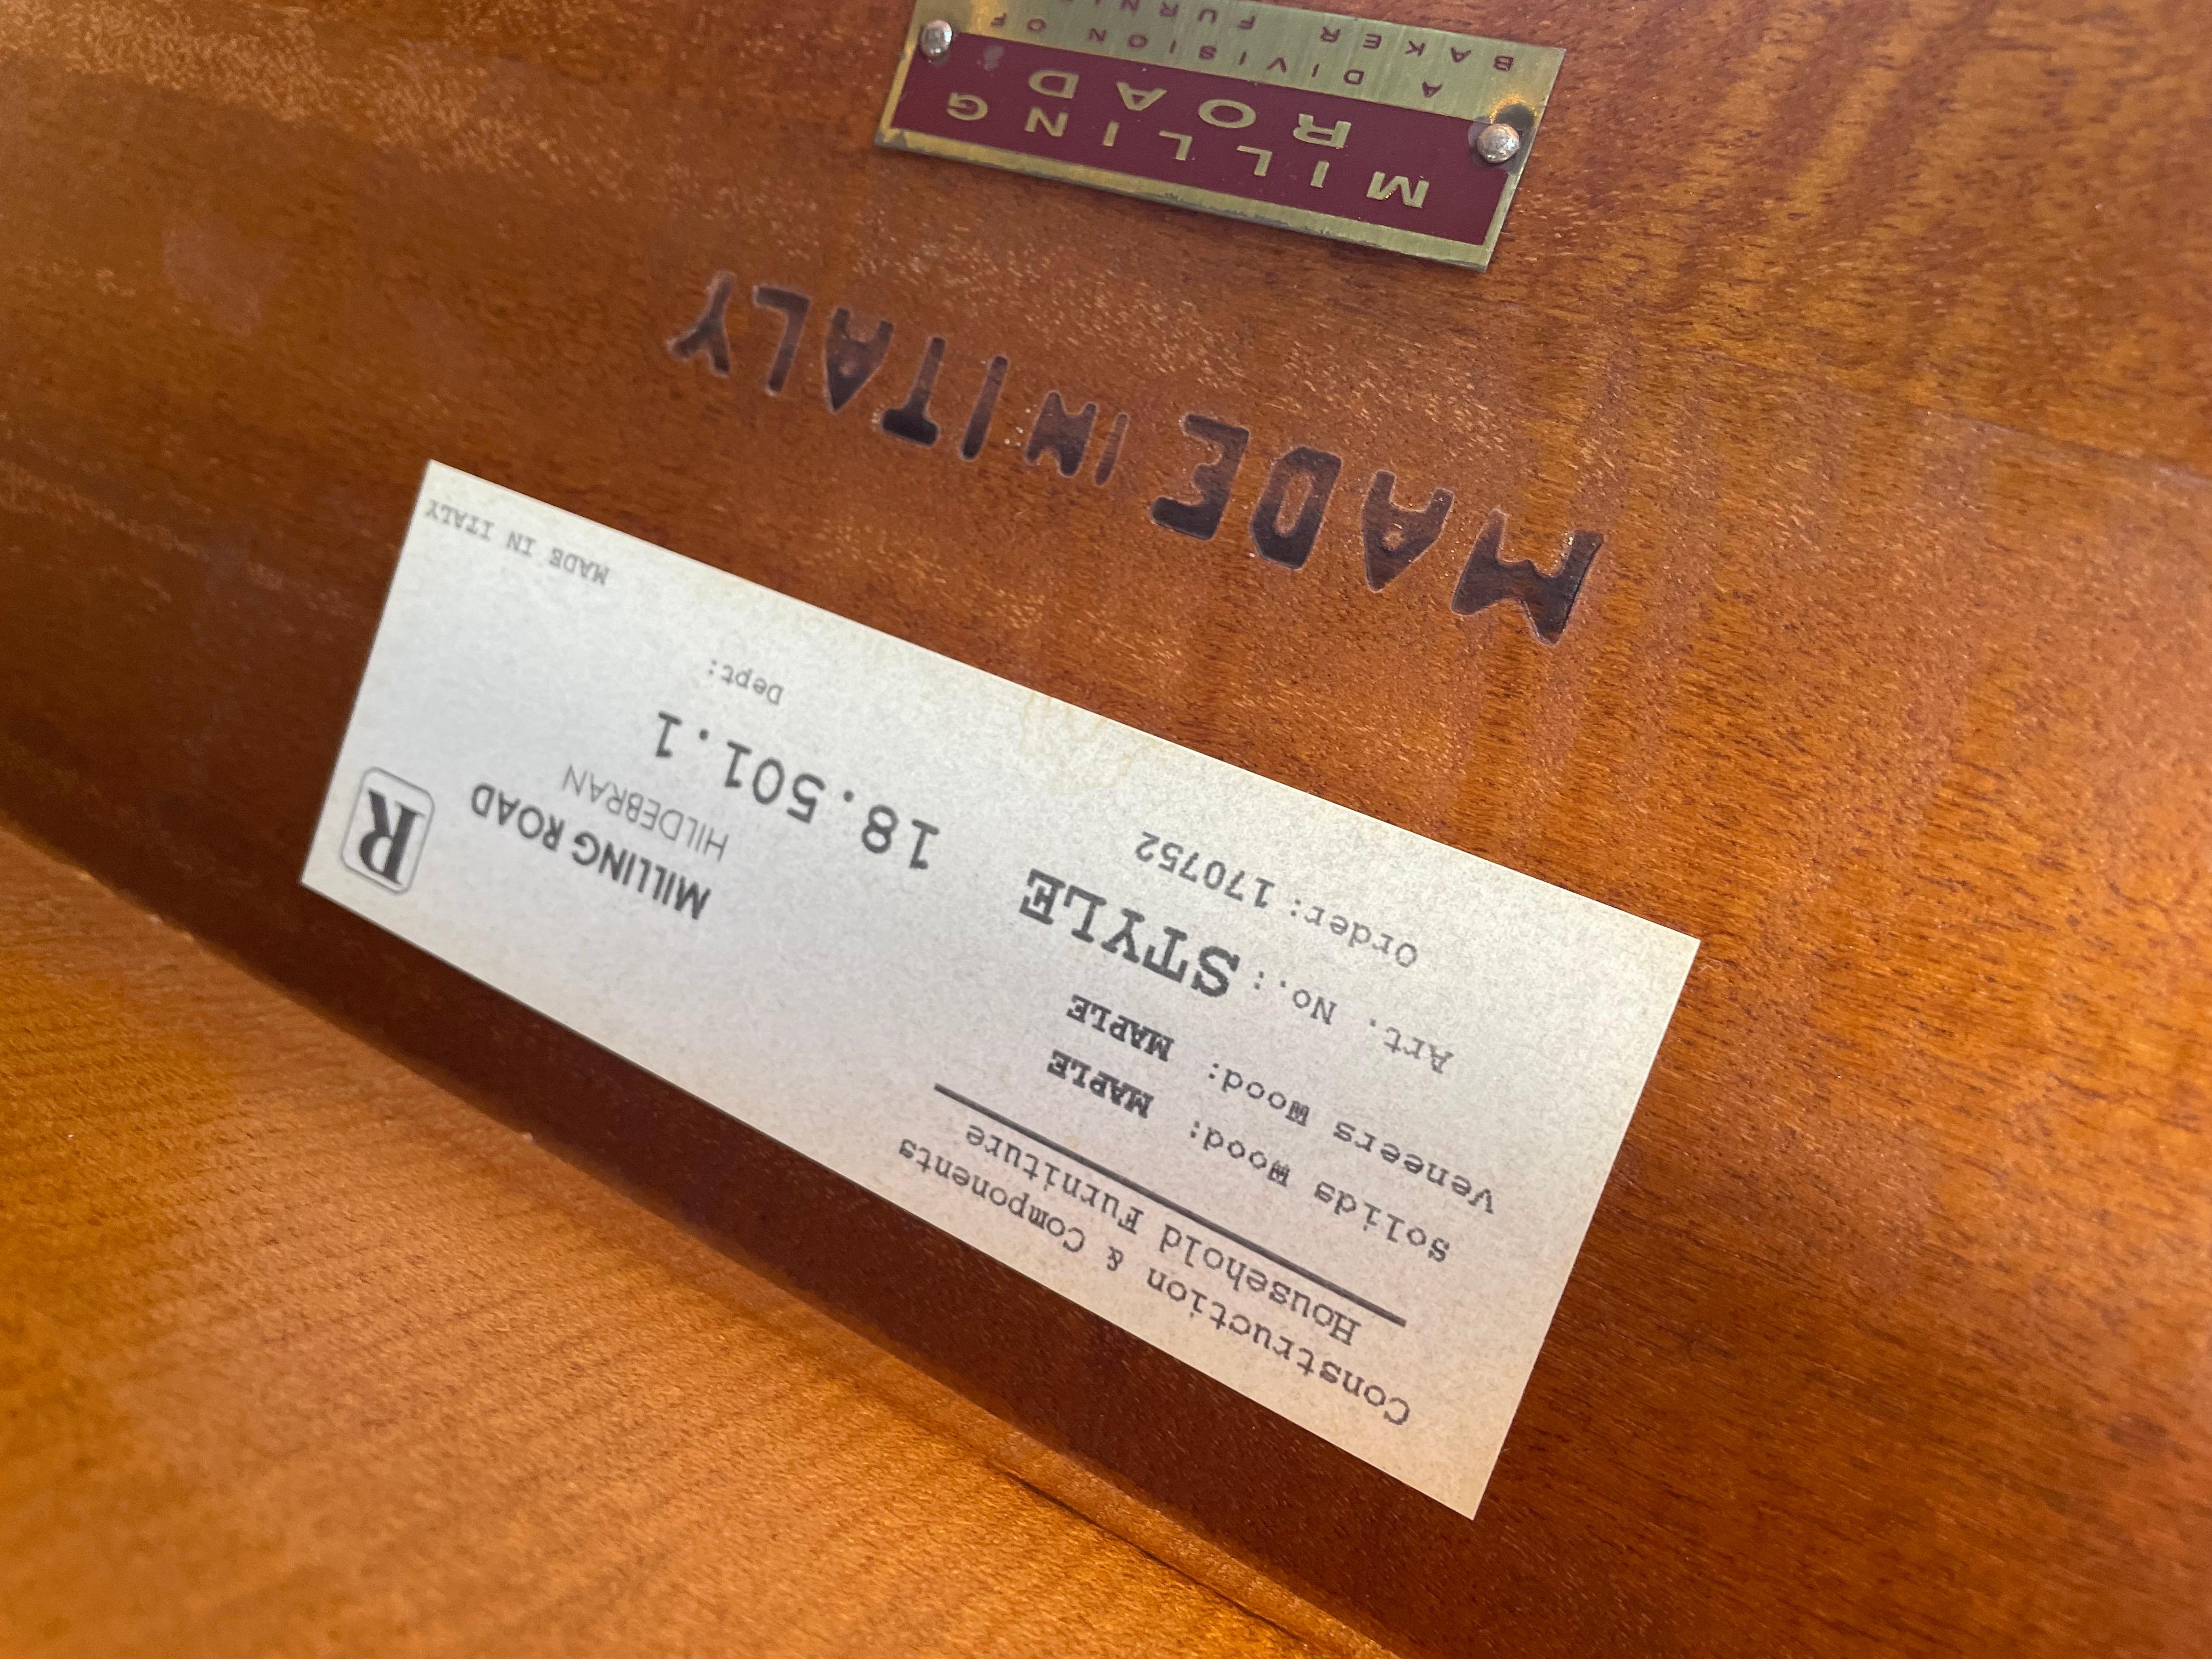 Construction & Components
Household Furniture
Solids Wood: MAPLE
Veneers Wood: MAPLE
Art. No.: STYLE 18.501.1
Order: 170752
Dept:
MILLING ROAD
HILDEBRAN
R
MADE IN ITALY
MADE IN ITALY
MILLING
ROAD
A DIVISION OF
BAKER